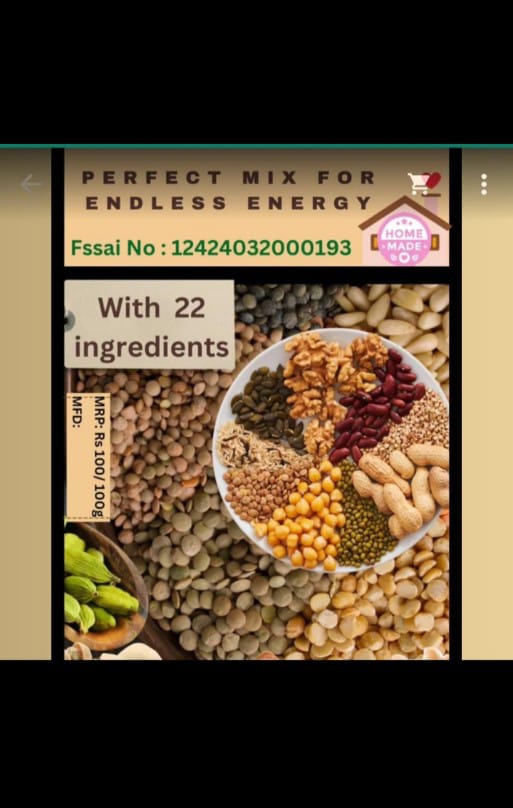 PERFECT MIX FOR
ENDLESS ENERGY
Fssai No : 12424032000193
HOME
MADE
With 22
ingredients
MRP: Rs 100/ 100g
MFD: